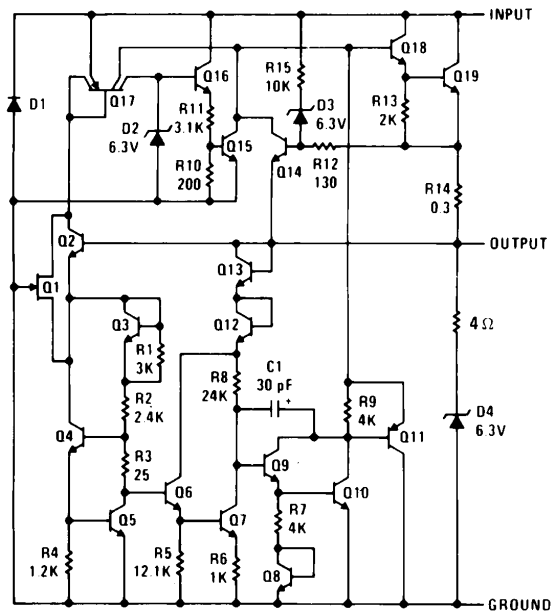 INPUT
Q18
Q16
R15
10K
Q19
Q17
D1
R11
3.1K
D3
6.3V
R13
2K
D2
6.3V
Q15
R10
200
R12
130
Q14
R14
0.3
Q2
OUTPUT
Q1
Q13
Q3
Q12
4 Ω
R1
3K
C1
30 pF
+
R8
24K
R2
2.4K
R9
4K
D4
6.3V
Q4
Q11
R3
25
Q9
Q6
Q10
Q5
Q7
R7
4K
R4
1.2K
R5
12.1K
R6
1K
Q8
GROUND